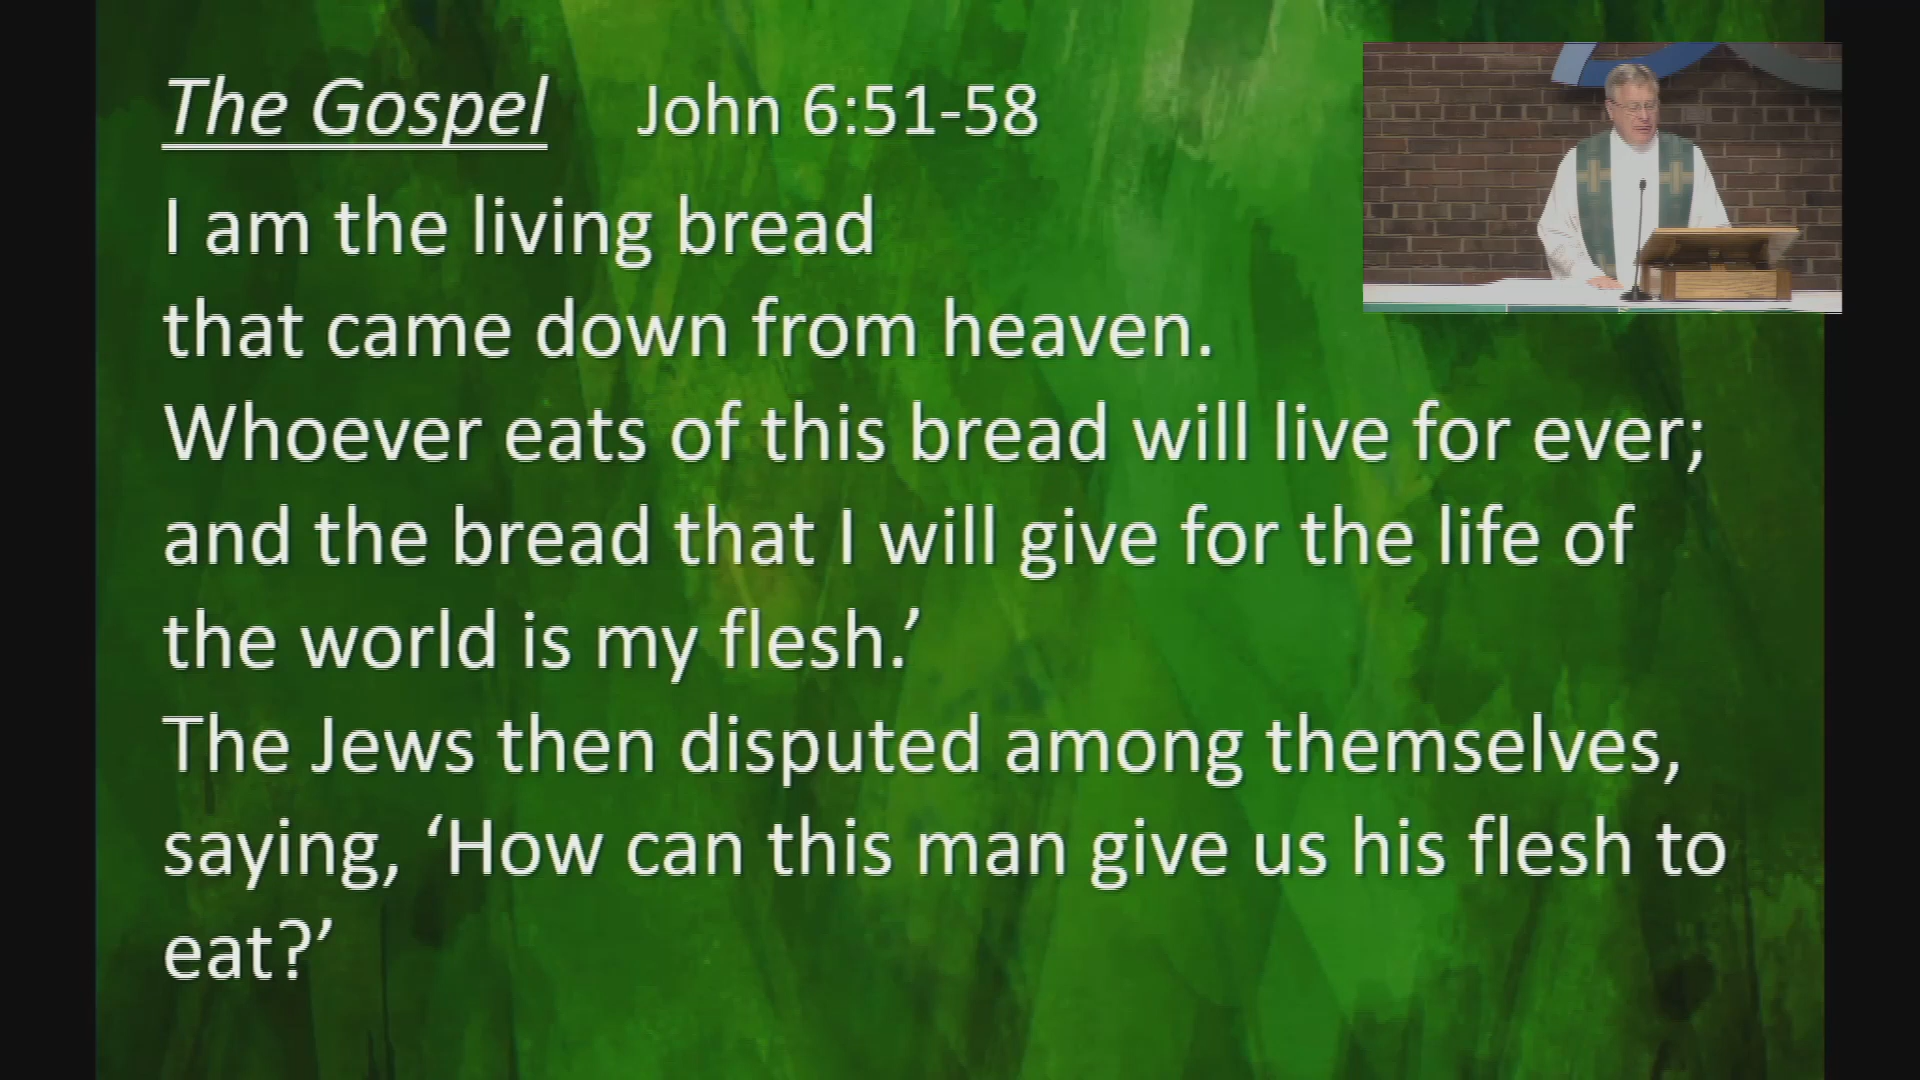 The Gospel John 6:51-58
I am the living bread
that came down from heaven.
Whoever eats of this bread will live for ever;
and the bread that I will give for the life of
the world is my flesh.’
The Jews then disputed among themselves,
saying, ‘How can this man give us his flesh to
eat?’